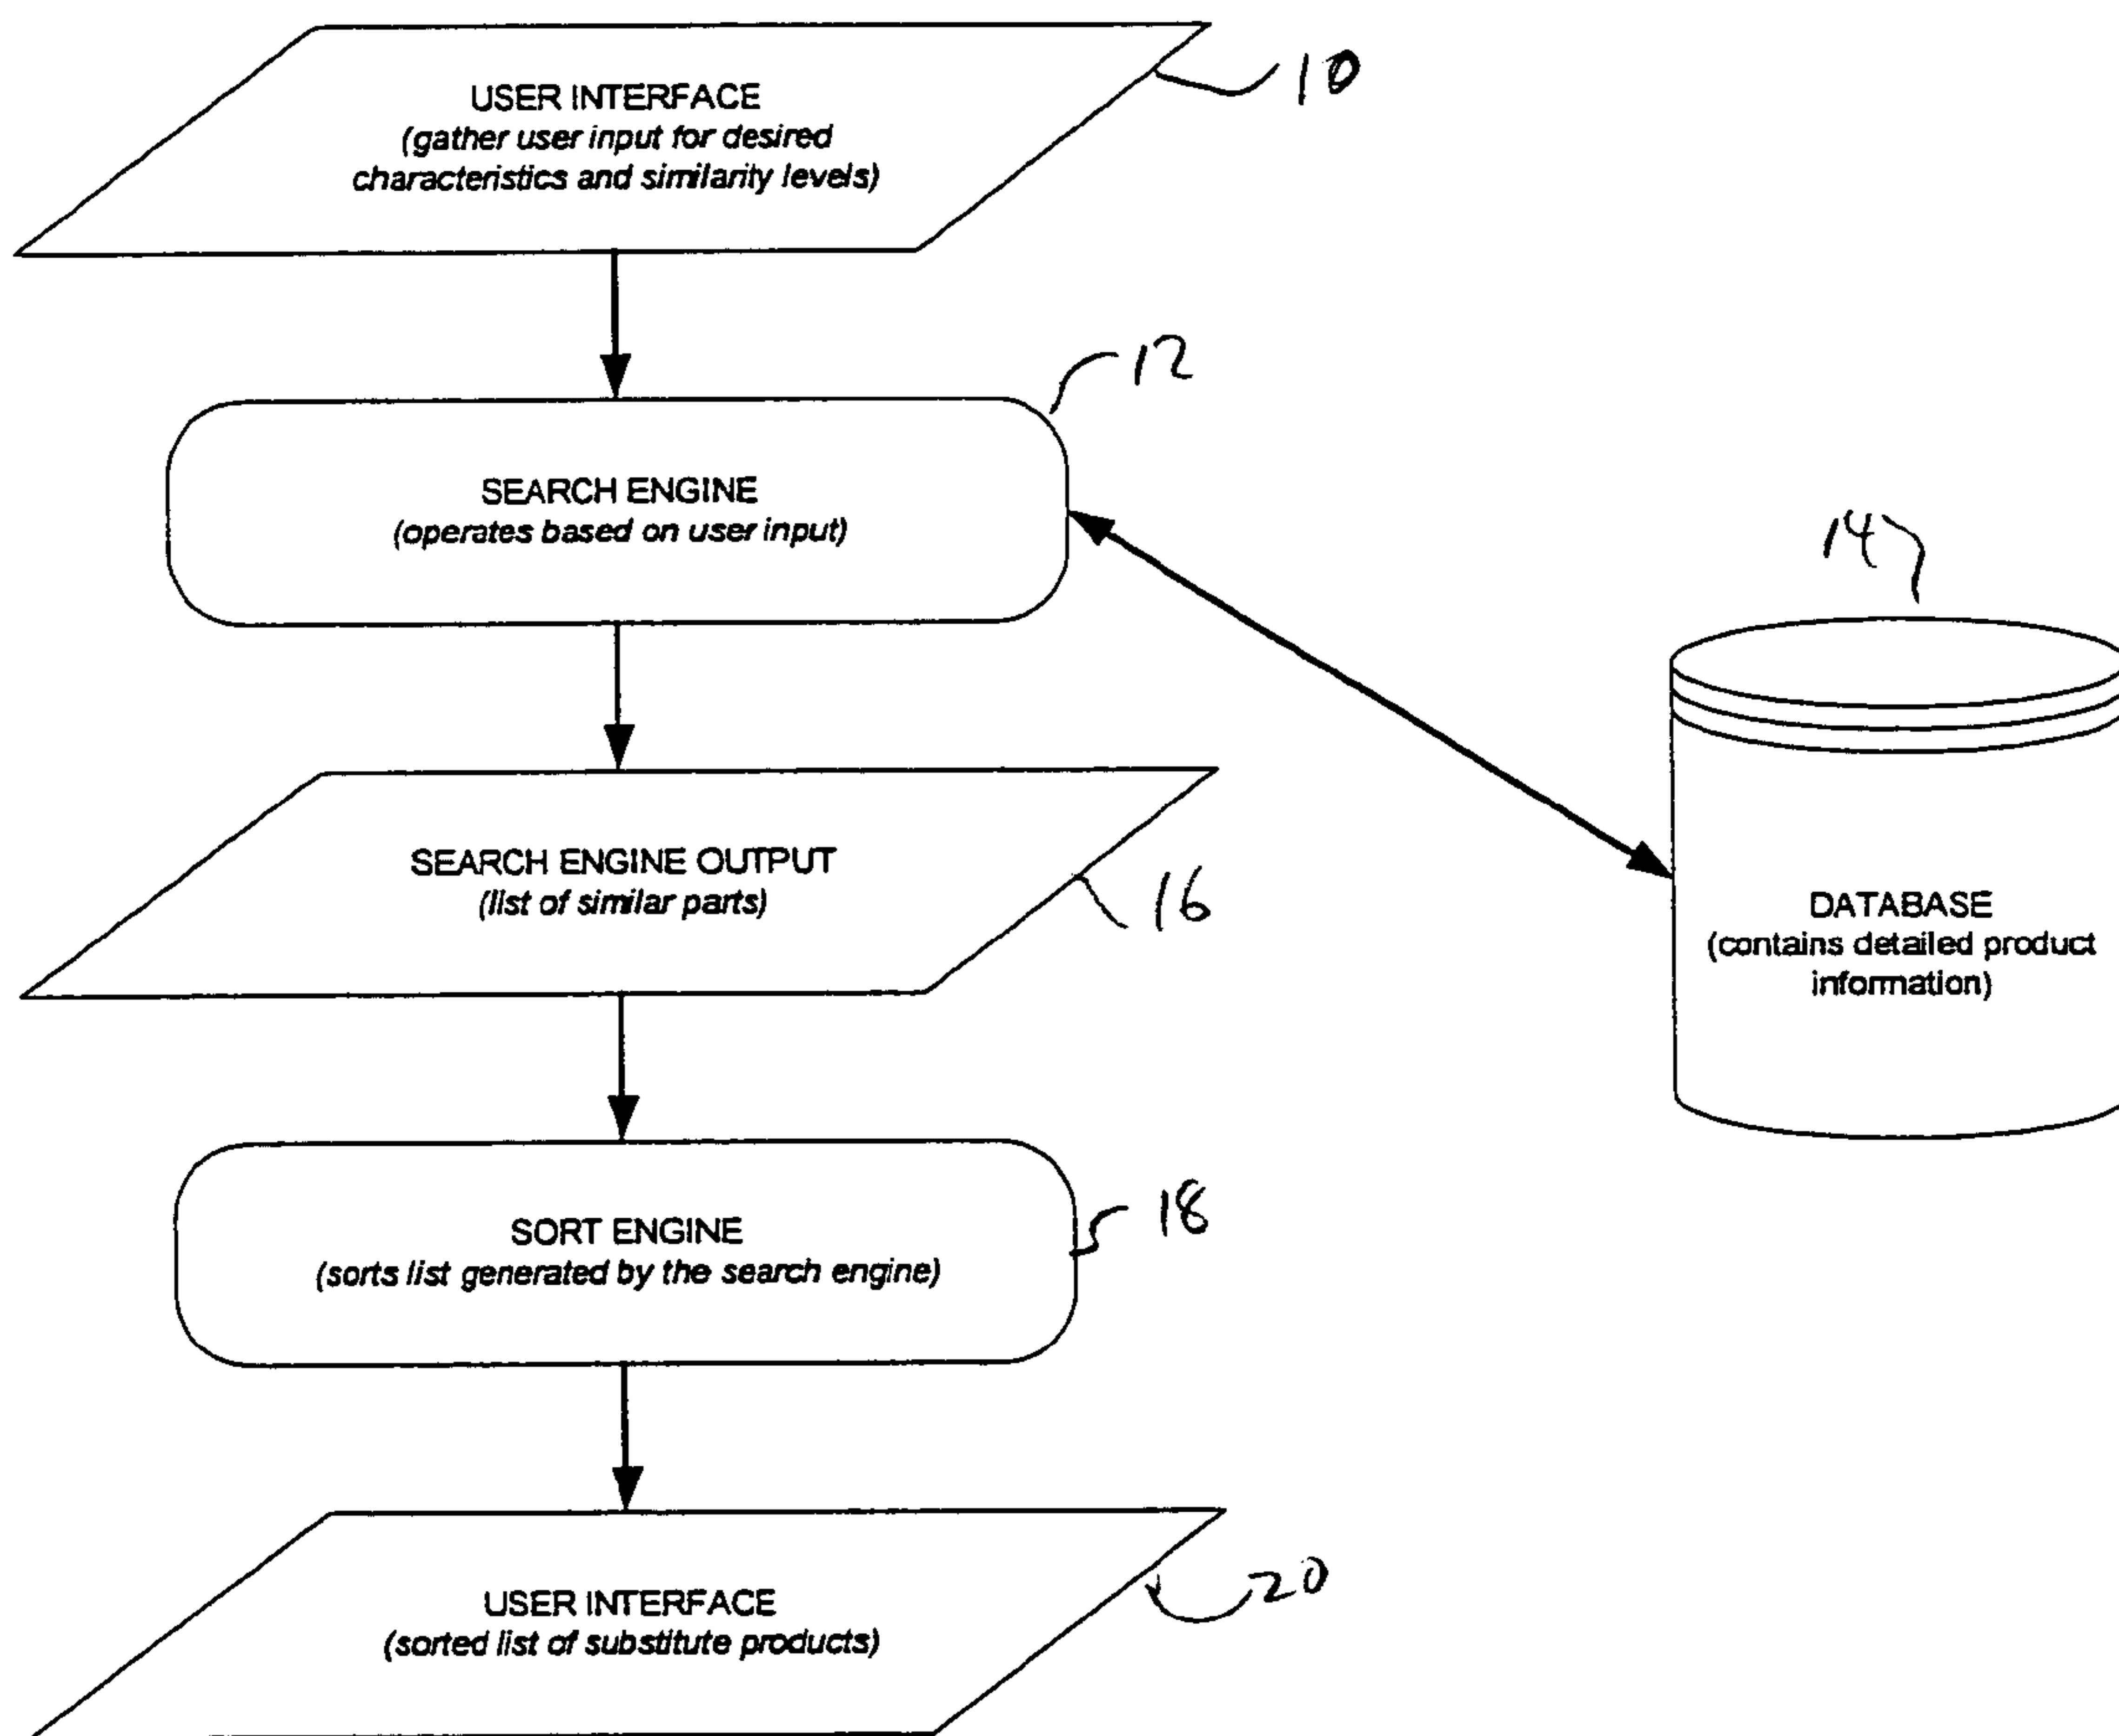 USER INTERFACE
(gather user input for desired
characteristics and similarity levels)
10
12
SEARCH ENGINE
(operates based on user input)
14
SEARCH ENGINE OUTPUT
(list of similar parts)
16
DATABASE
(contains detailed product
information)
SORT ENGINE
(sorts list generated by the search engine)
18
USER INTERFACE
(sorted list of substitute products)
20